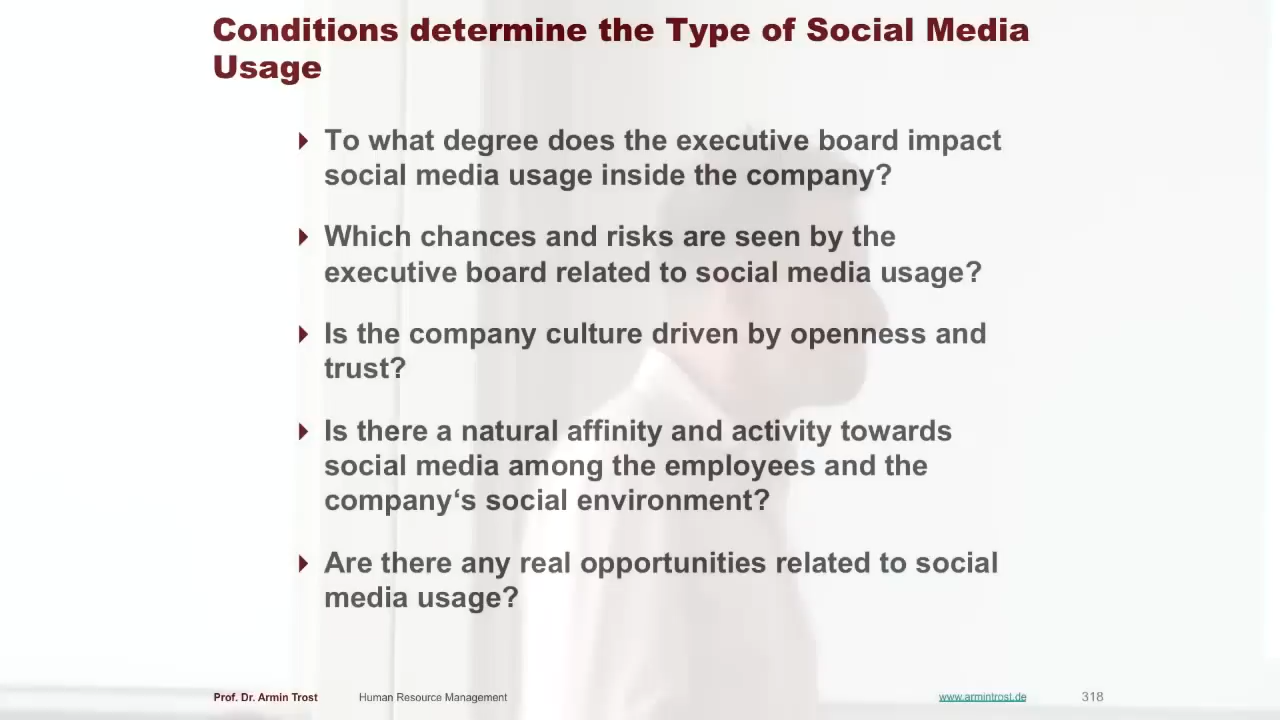 Conditions determine the Type of Social Media
Usage
To what degree does the executive board impact
social media usage inside the company?
Which chances and risks are seen by the
executive board related to social media usage?
Is the company culture driven by openness and
trust?
Is there a natural affinity and activity towards
social media among the employees and the
company‘s social environment?
Are there any real opportunities related to social
media usage?
Prof. Dr. Armin Trost Human Resource Management www.armintrost.de 318